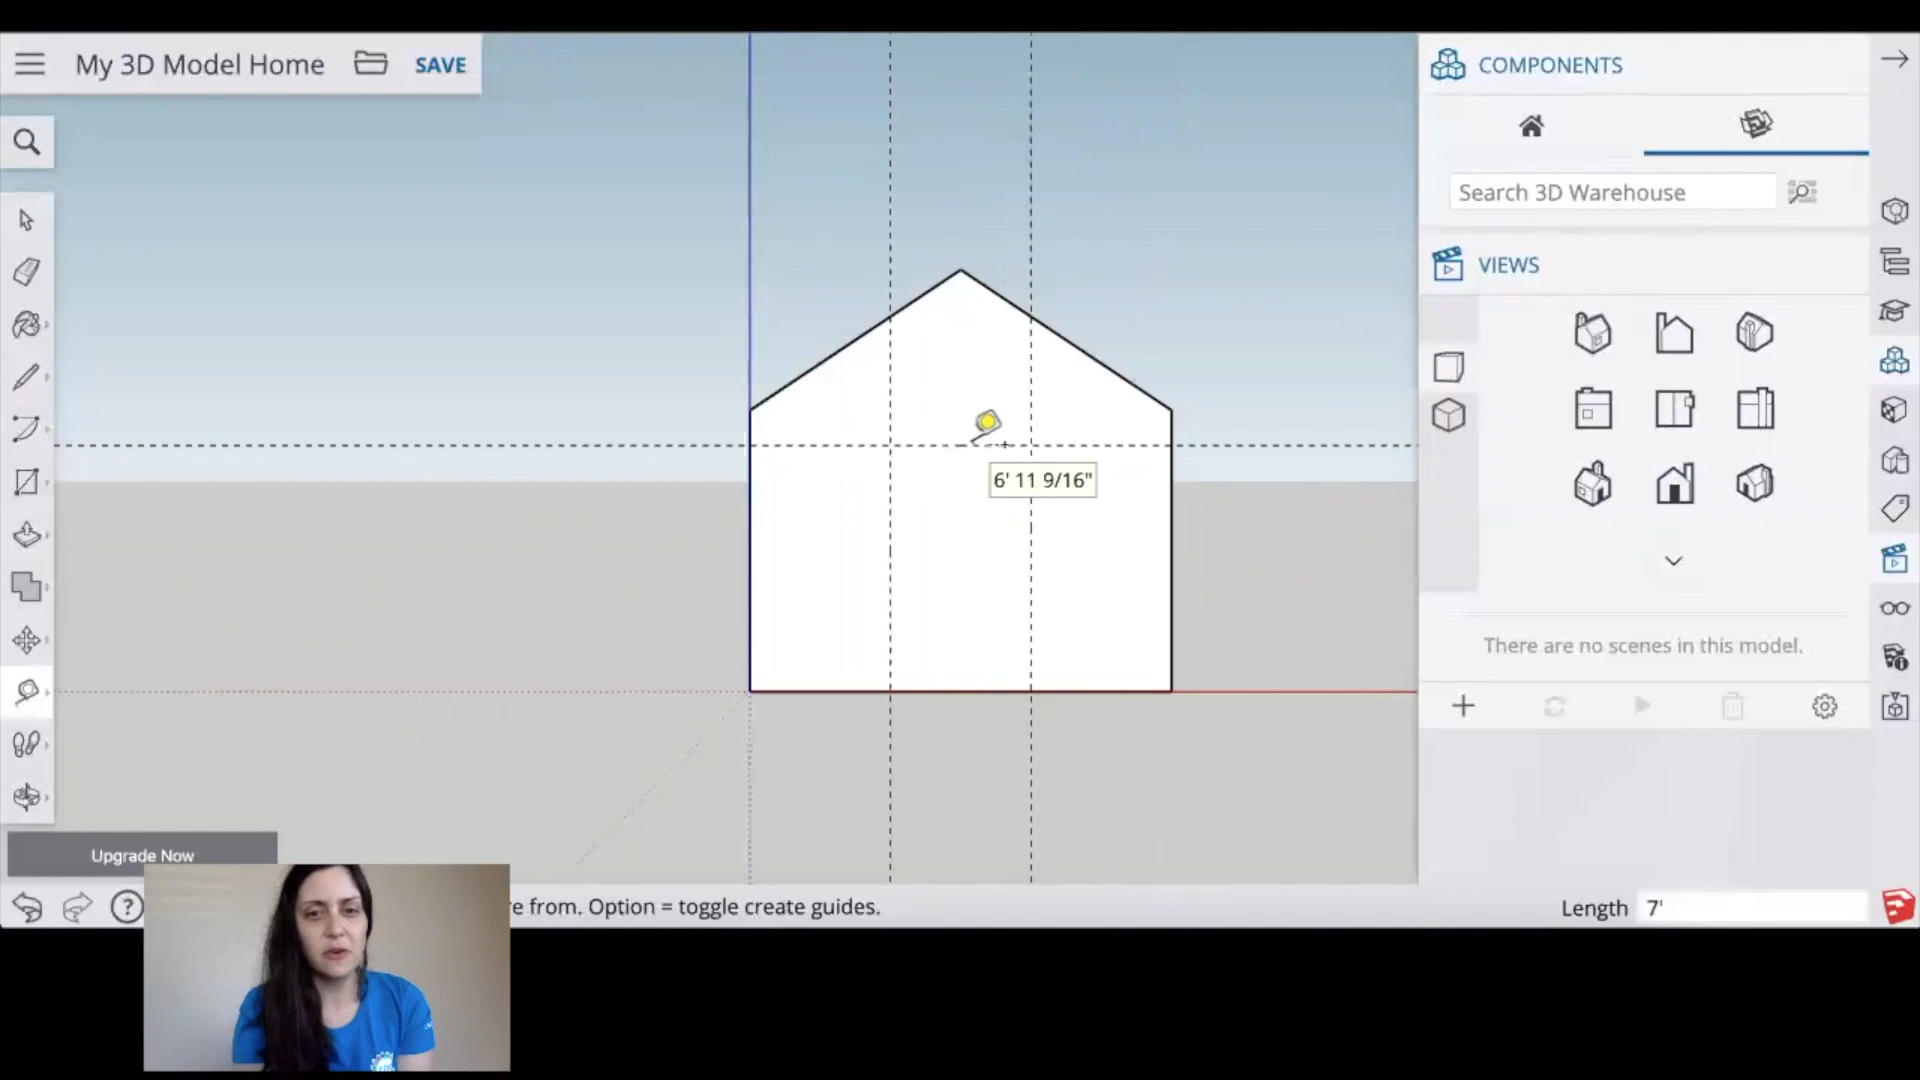 My 3D Model Home SAVE
COMPONENTS
Search 3D Warehouse
VIEWS
6' 11 9/16"
There are no scenes in this model.
Upgrade Now
?
e from. Option = toggle create guides.
Length 7'